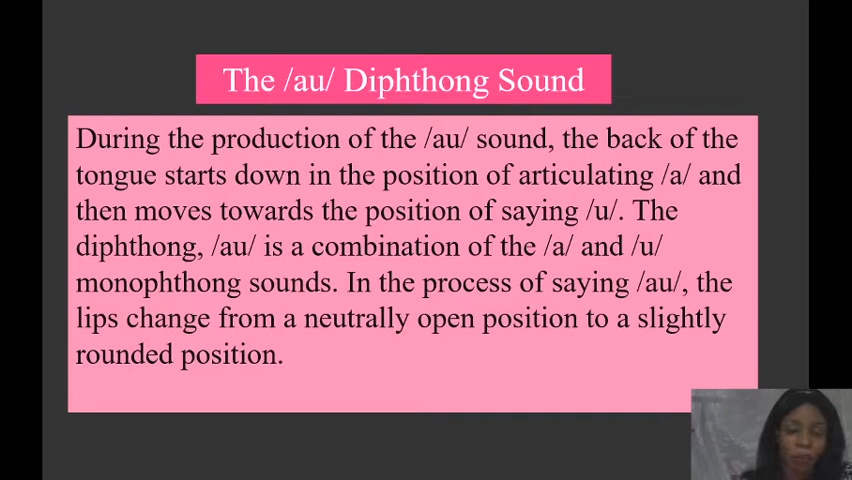 The /au/ Diphthong Sound
During the production of the /au/ sound, the back of the
tongue starts down in the position of articulating /a/ and
then moves towards the position of saying /u/. The
diphthong, /au/ is a combination of the /a/ and /u/
monophthong sounds. In the process of saying /au/, the
lips change from a neutrally open position to a slightly
rounded position.